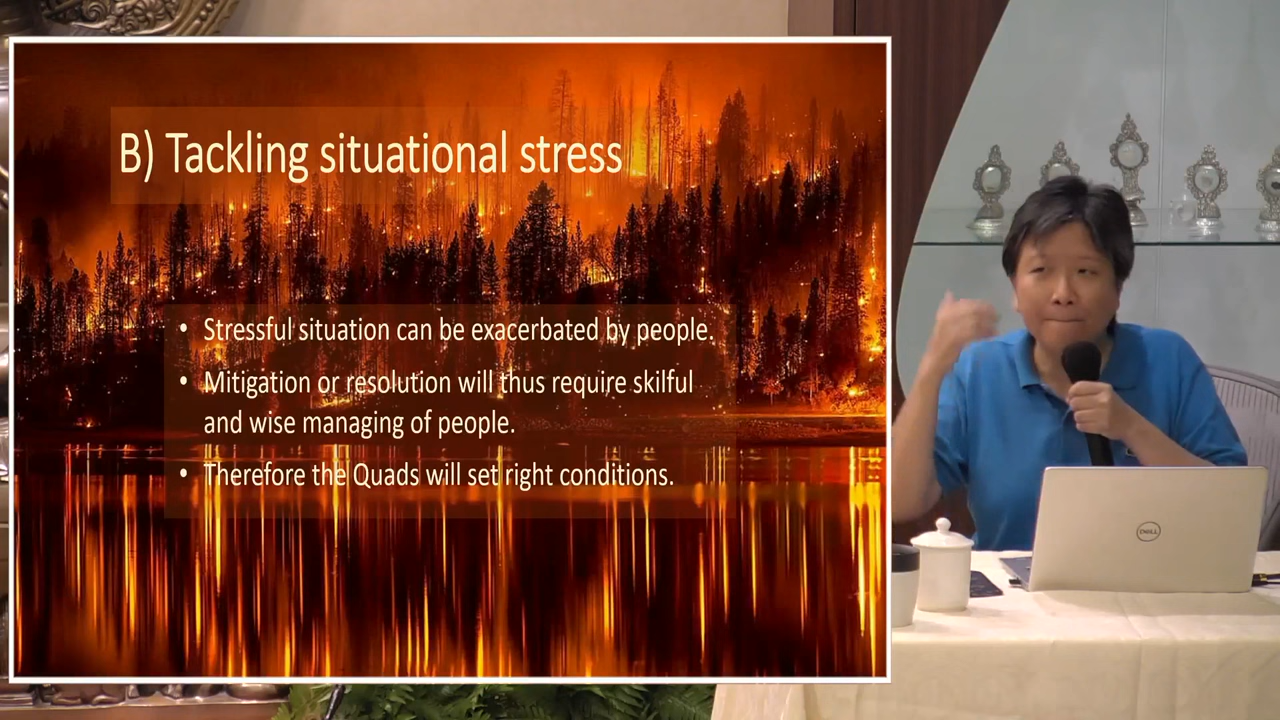 B) Tackling situational stress
• Stressful situation can be exacerbated by people.
• Mitigation or resolution will thus require skilful
and wise managing of people.
• Therefore the Quads will set right conditions.
DELL